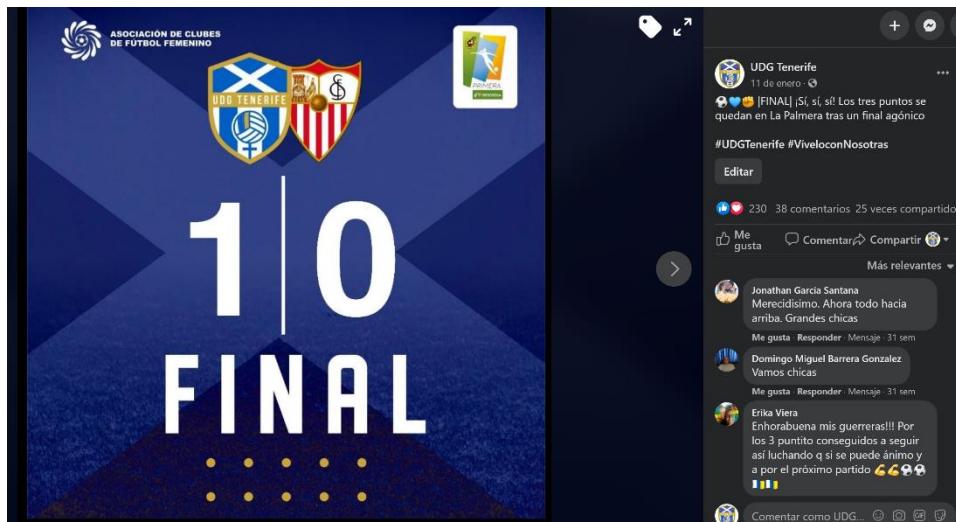 ASOCIACIÓN DE CLUBES
DE FÚTBOL FEMENINO
PRIMERA
UDG TENERIFE
1 0
FINAL
UDG Tenerife
11 de enero ·
|FINAL| ¡Sí, sí, sí! Los tres puntos se
quedan en La Palmera tras un final agónico
#UDGTenerife #ViveloconNosotras
Editar
230 38 comentarios 25 veces compartido
Me gusta Comentar Compartir
Más relevantes
Jonathan Garcia Santana
Merecidisimo. Ahora todo hacia
arriba. Grandes chicas
Me gusta · Responder · Mensaje · 31 sem
Domingo Miguel Barrera Gonzalez
Vamos chicas
Me gusta · Responder · Mensaje · 31 sem
Erika Viera
Enhorabuena mis guerreras!!! Por
los 3 puntito conseguidos a seguir
así luchando q si se puede ánimo y
a por el próximo partido 💪💪⚽⚽
Comentar como UDG...
GIF